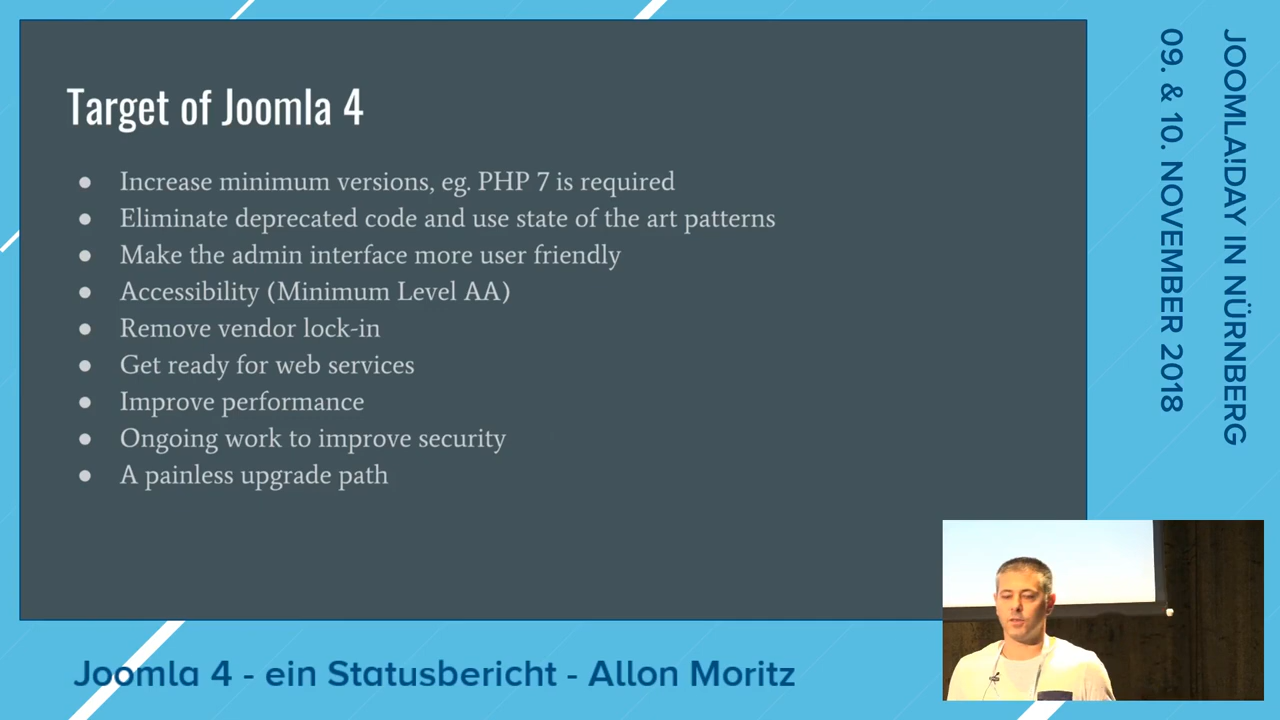 Target of Joomla 4
● Increase minimum versions, eg. PHP 7 is required
● Eliminate deprecated code and use state of the art patterns
● Make the admin interface more user friendly
● Accessibility (Minimum Level AA)
● Remove vendor lock-in
● Get ready for web services
● Improve performance
● Ongoing work to improve security
● A painless upgrade path
JOOMLA!DAY IN NÜRNBERG
09. & 10. NOVEMBER 2018
Joomla 4 - ein Statusbericht - Allon Moritz